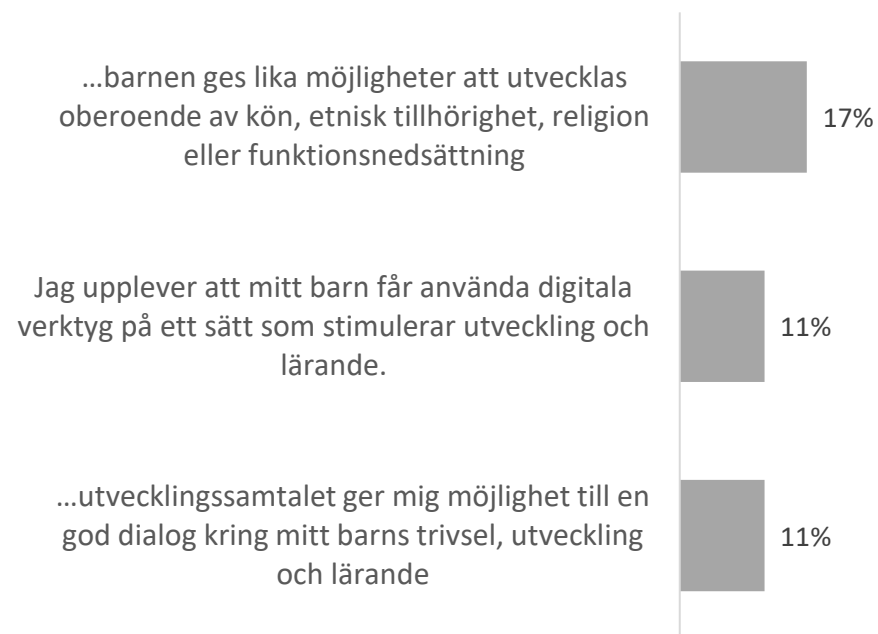 …barnen ges lika möjligheter att utvecklas
oberoende av kön, etnisk tillhörighet, religion
eller funktionsnedsättning
17%
Jag upplever att mitt barn får använda digitala
verktyg på ett sätt som stimulerar utveckling och
lärande.
11%
…utvecklingssamtalet ger mig möjlighet till en
god dialog kring mitt barns trivsel, utveckling
och lärande
11%